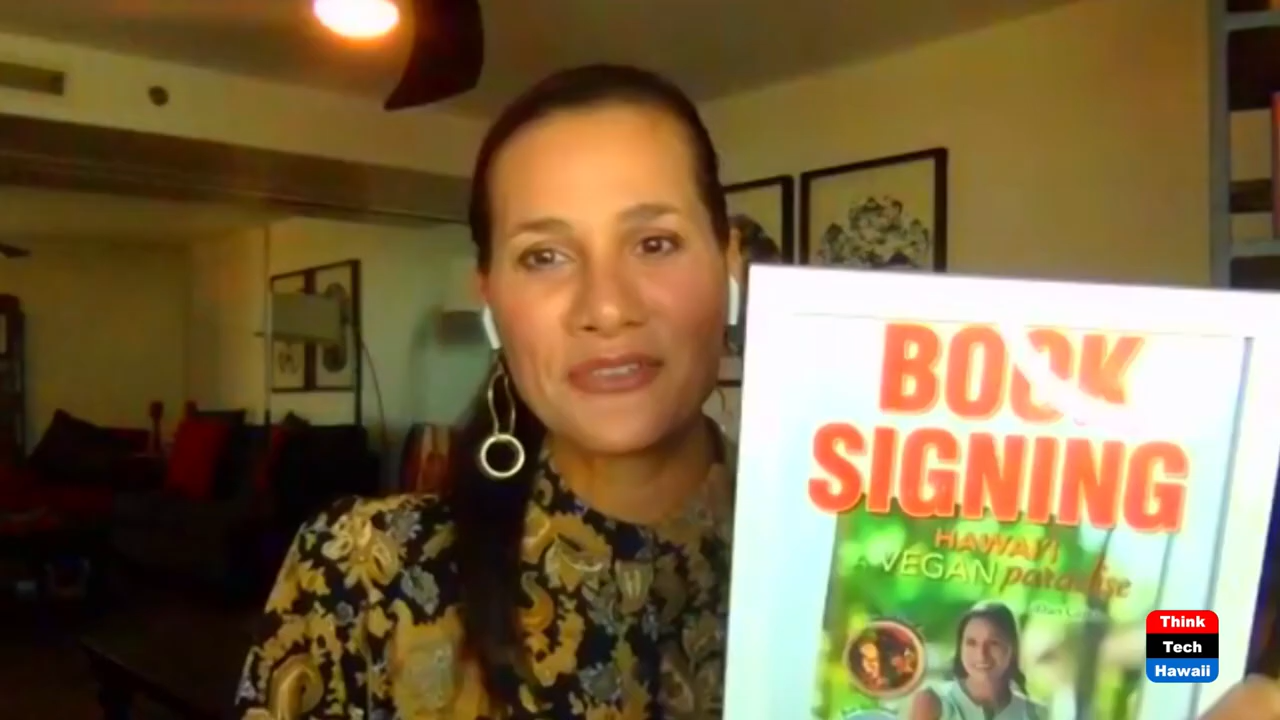 BOOK
SIGNING
HAWAI'I
VEGAN paradise
Think
Tech
Hawaii